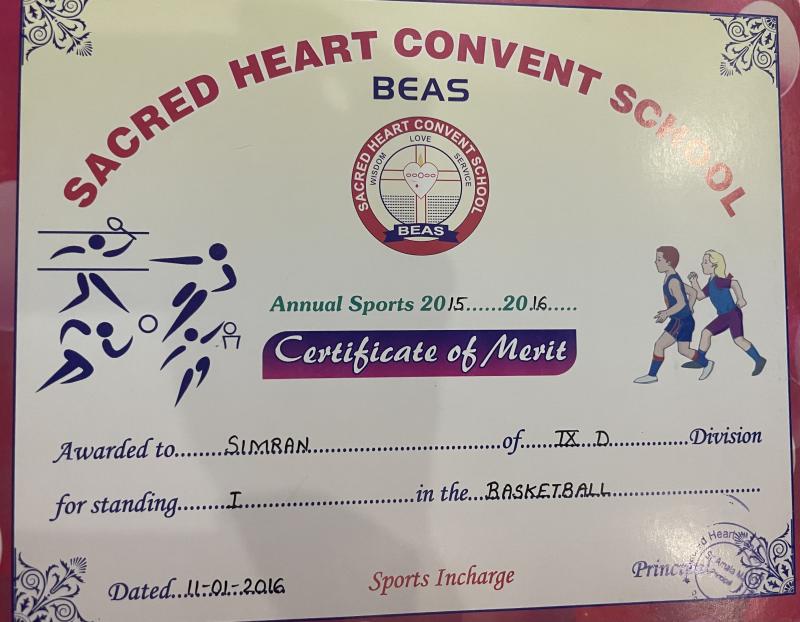 SACRED HEART CONVENT SCHOOL
BEAS
SACRED HEART CONVENT SCHOOL
WISDOM LOVE SERVICE
BEAS
Annual Sports 2015......2016.....
Certificate of Merit
Awarded to........SIMRAN..............................of.....IX D............Division
for standing........I..........................in the...BASKETBALL........................
Dated...11-01-2016
Sports Incharge
Principal